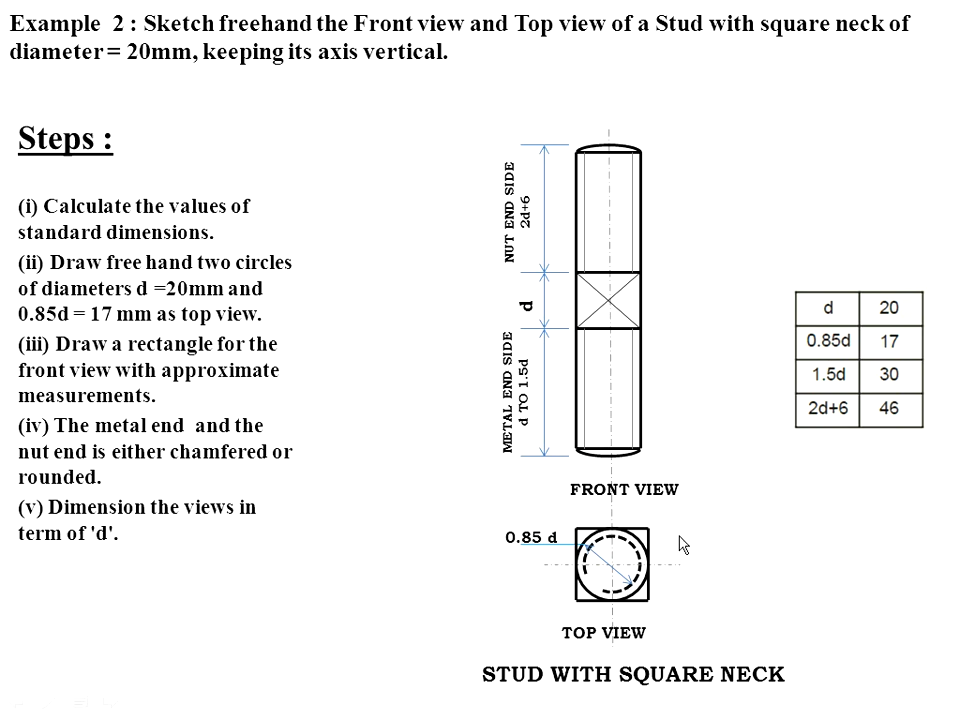 Example 2 : Sketch freehand the Front view and Top view of a Stud with square neck of
diameter = 20mm, keeping its axis vertical.
Steps :
(i) Calculate the values of
standard dimensions.
(ii) Draw free hand two circles
of diameters d =20mm and
0.85d = 17 mm as top view.
(iii) Draw a rectangle for the
front view with approximate
measurements.
(iv) The metal end and the
nut end is either chamfered or
rounded.
(v) Dimension the views in
term of 'd'.
NUT END SIDE
2d+6
d
METAL END SIDE
d TO 1.5d
FRONT VIEW
0.85 d
TOP VIEW
STUD WITH SQUARE NECK
d 20
0.85d 17
1.5d 30
2d+6 46